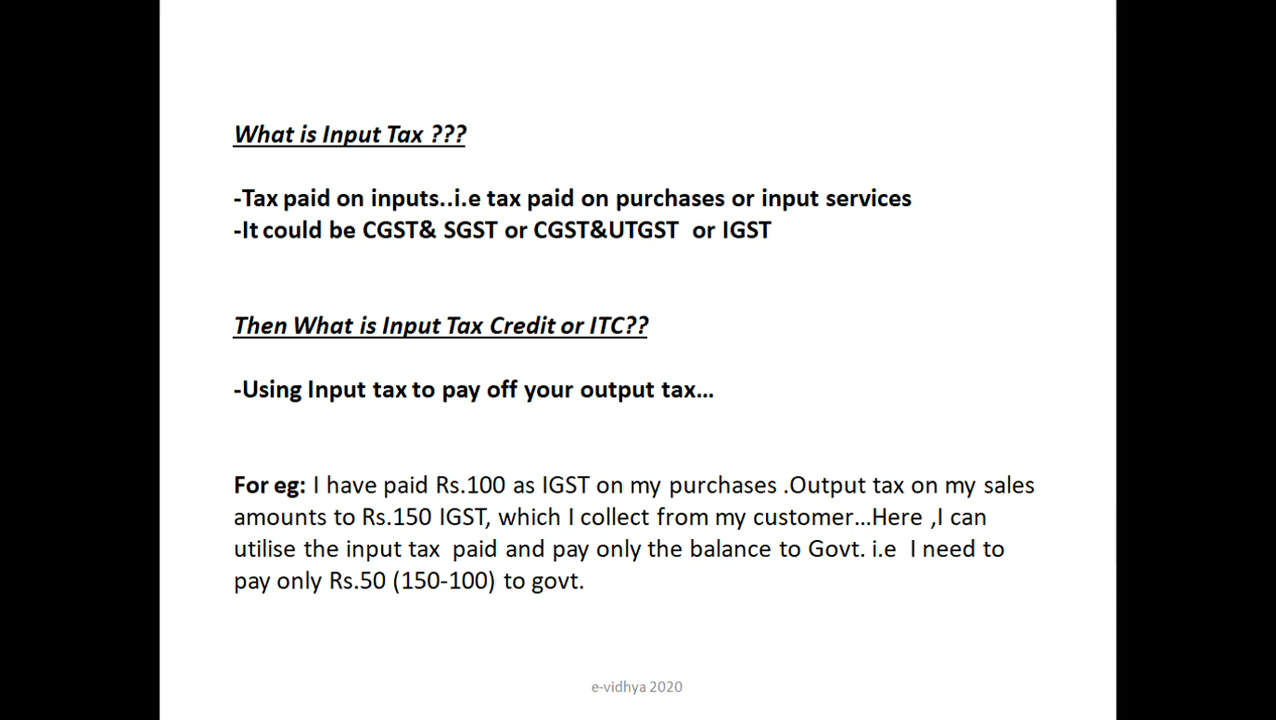 What is Input Tax ???
-Tax paid on inputs..i.e tax paid on purchases or input services
-It could be CGST& SGST or CGST&UTGST or IGST
Then What is Input Tax Credit or ITC??
-Using Input tax to pay off your output tax...
For eg: I have paid Rs.100 as IGST on my purchases .Output tax on my sales
amounts to Rs.150 IGST, which I collect from my customer...Here ,I can
utilise the input tax paid and pay only the balance to Govt. i.e I need to
pay only Rs.50 (150-100) to govt.
e-vidhya 2020